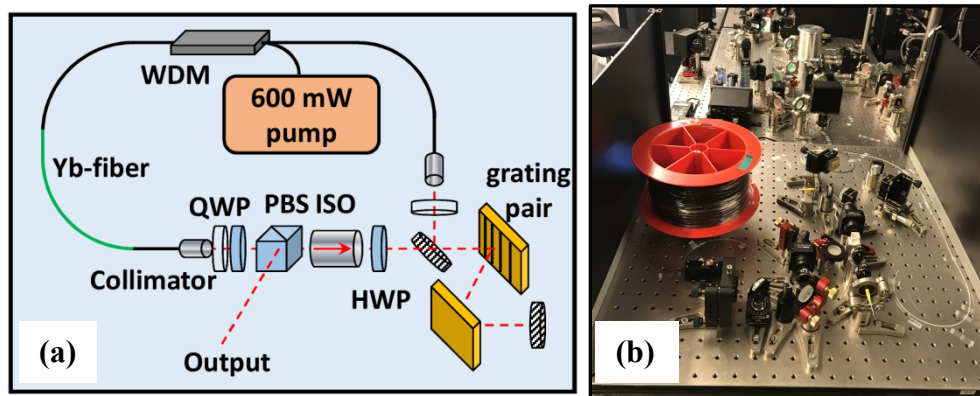 WDM
600 mW
pump
Yb-fiber
grating
pair
QWP PBS ISO
Collimator
HWP
Output
(a)
(b)